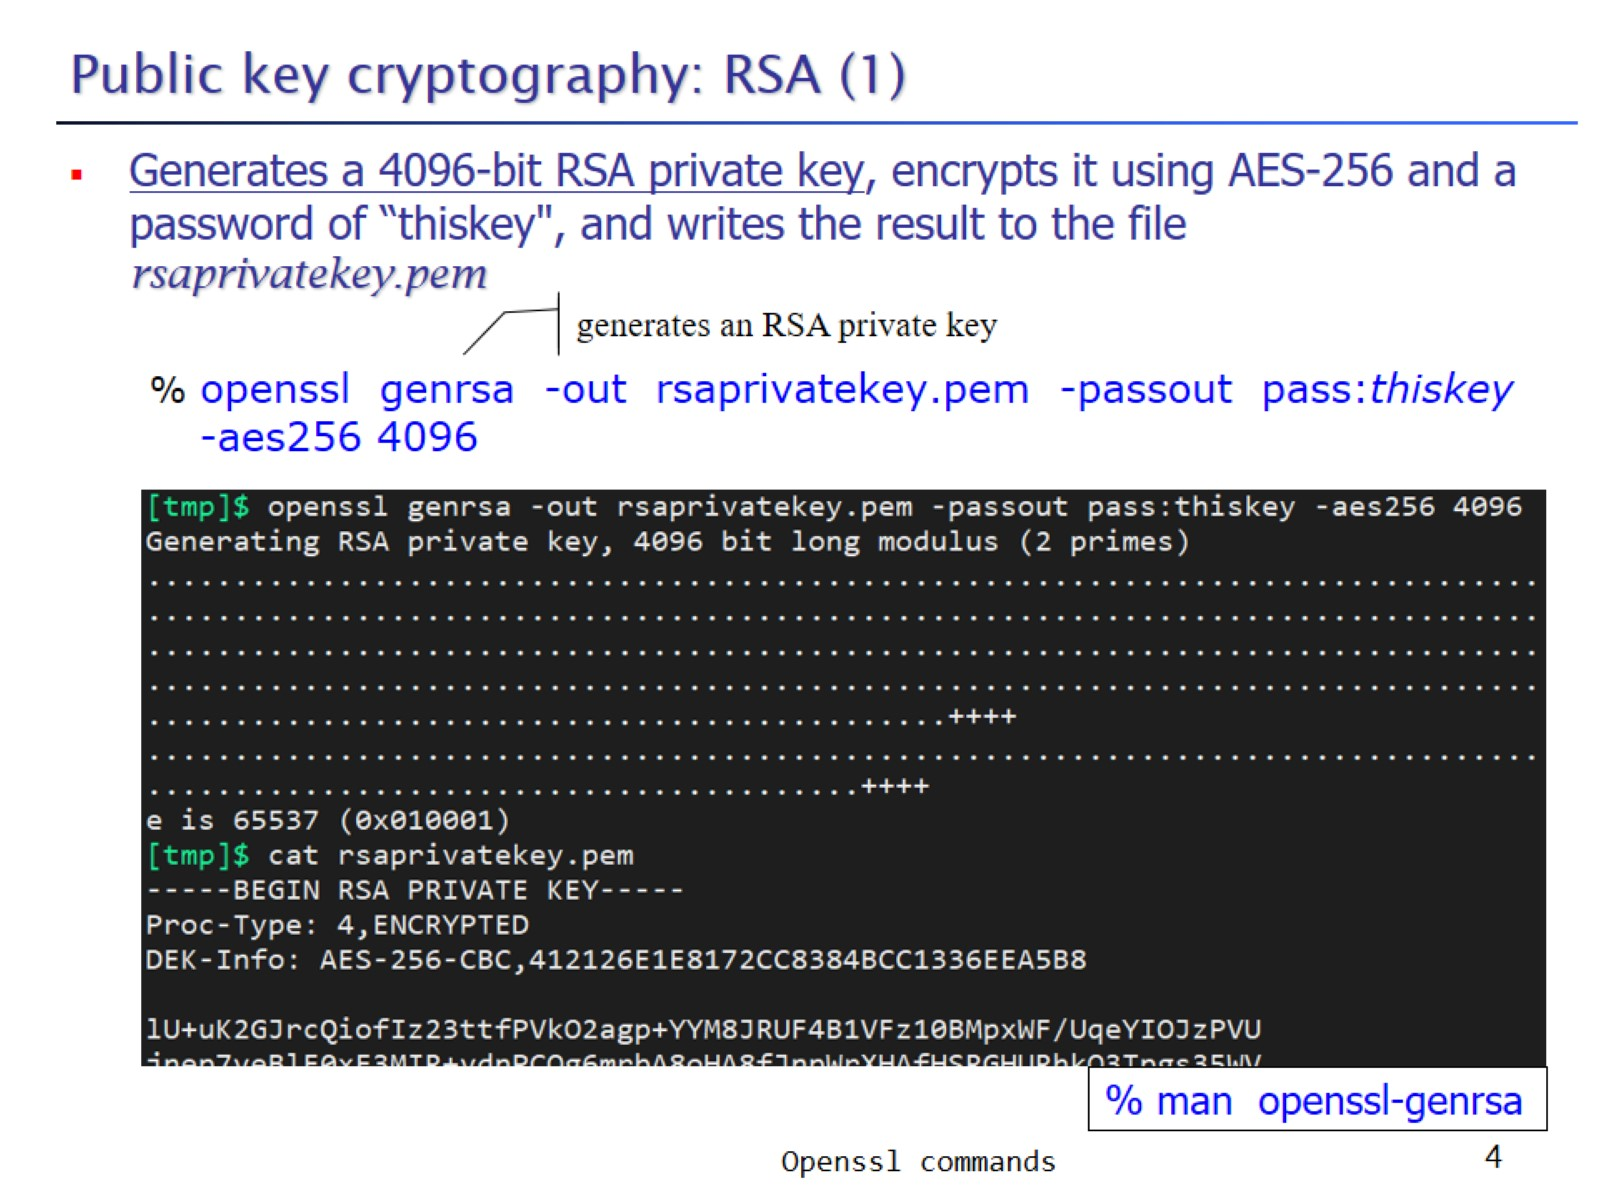 Public key cryptography: RSA (1)
Generates a 4096-bit RSA private key, encrypts it using AES-256 and a
password of “thiskey", and writes the result to the file
rsaprivatekey.pem
generates an RSA private key
% openssl genrsa -out rsaprivatekey.pem -passout pass:thiskey
-aes256 4096
[tmp]$ openssl genrsa -out rsaprivatekey.pem -passout pass:thiskey -aes256 4096
Generating RSA private key, 4096 bit long modulus (2 primes)
................................................................................
................................................................................
................................................................................
................................................................................
..............................................++++
................................................................................
.........................................++++
e is 65537 (0x010001)
[tmp]$ cat rsaprivatekey.pem
-----BEGIN RSA PRIVATE KEY-----
Proc-Type: 4,ENCRYPTED
DEK-Info: AES-256-CBC,412126E1E8172CC8384BCC1336EEA5B8
lU+uK2GJrcQiofIz23ttfPVkO2agp+YYM8JRUF4B1VFz10BMpxWF/UqeYIOJzPVU
% man openssl-genrsa
Openssl commands
4